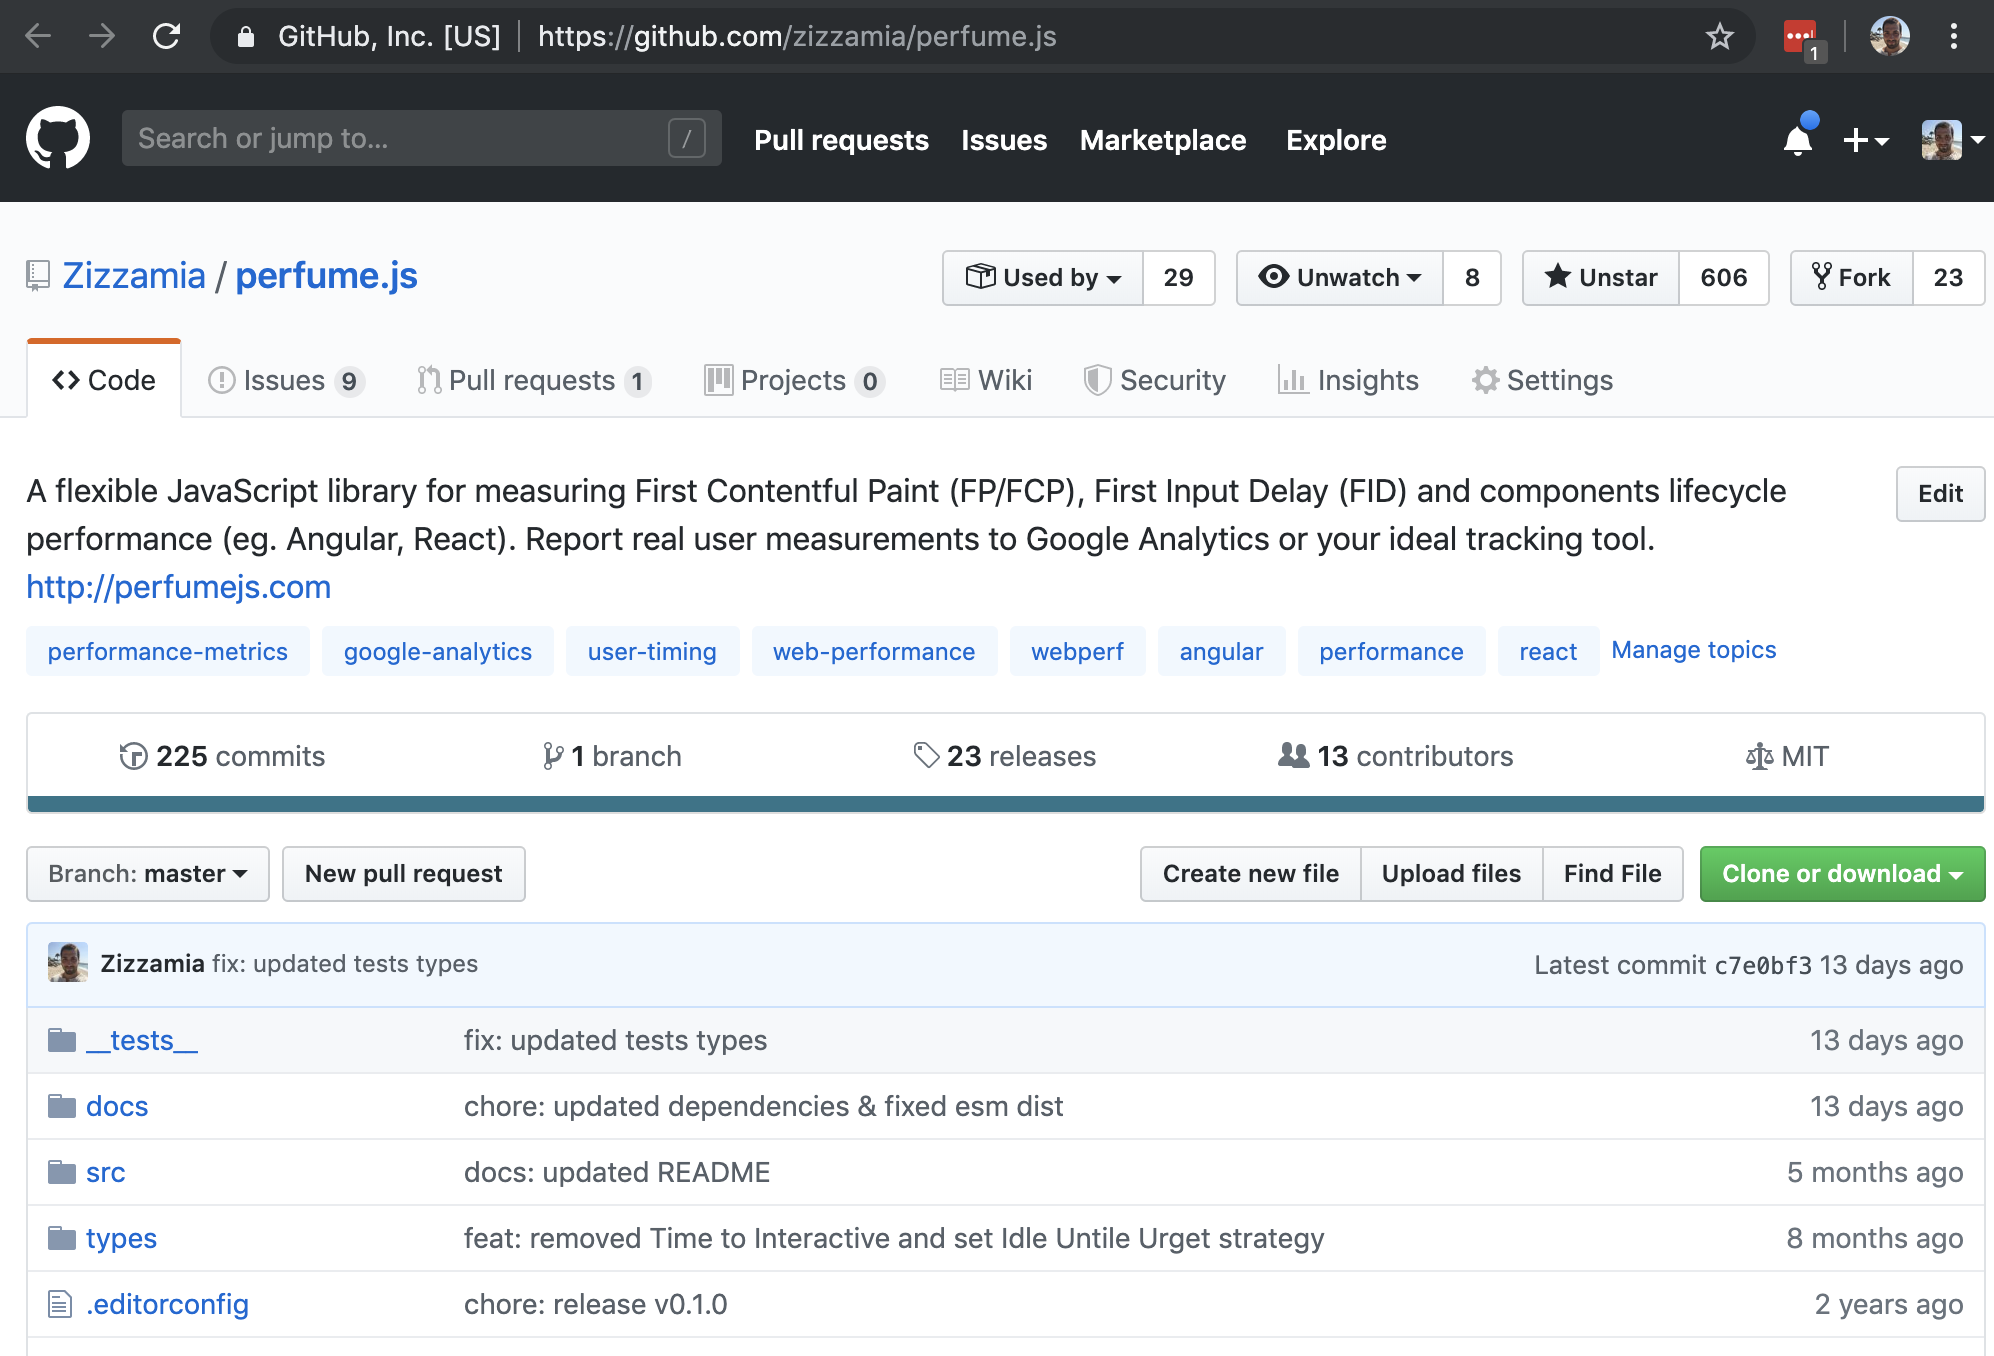 GitHub, Inc. [US] https://github.com/zizzamia/perfume.js
1
Search or jump to... /
Pull requests Issues Marketplace Explore
Zizzamia / perfume.js
Used by 29 Unwatch 8 Unstar 606 Fork 23
Code Issues 9 Pull requests 1 Projects 0 Wiki Security Insights Settings
A flexible JavaScript library for measuring First Contentful Paint (FP/FCP), First Input Delay (FID) and components lifecycle
performance (eg. Angular, React). Report real user measurements to Google Analytics or your ideal tracking tool.
Edit
http://perfumejs.com
performance-metrics google-analytics user-timing web-performance webperf angular performance react Manage topics
225 commits 1 branch 23 releases 13 contributors MIT
Branch: master New pull request Create new file Upload files Find File Clone or download
Zizzamia fix: updated tests types Latest commit c7e0bf3 13 days ago
__tests__ fix: updated tests types 13 days ago
docs chore: updated dependencies & fixed esm dist 13 days ago
src docs: updated README 5 months ago
types feat: removed Time to Interactive and set Idle Untile Urget strategy 8 months ago
.editorconfig chore: release v0.1.0 2 years ago